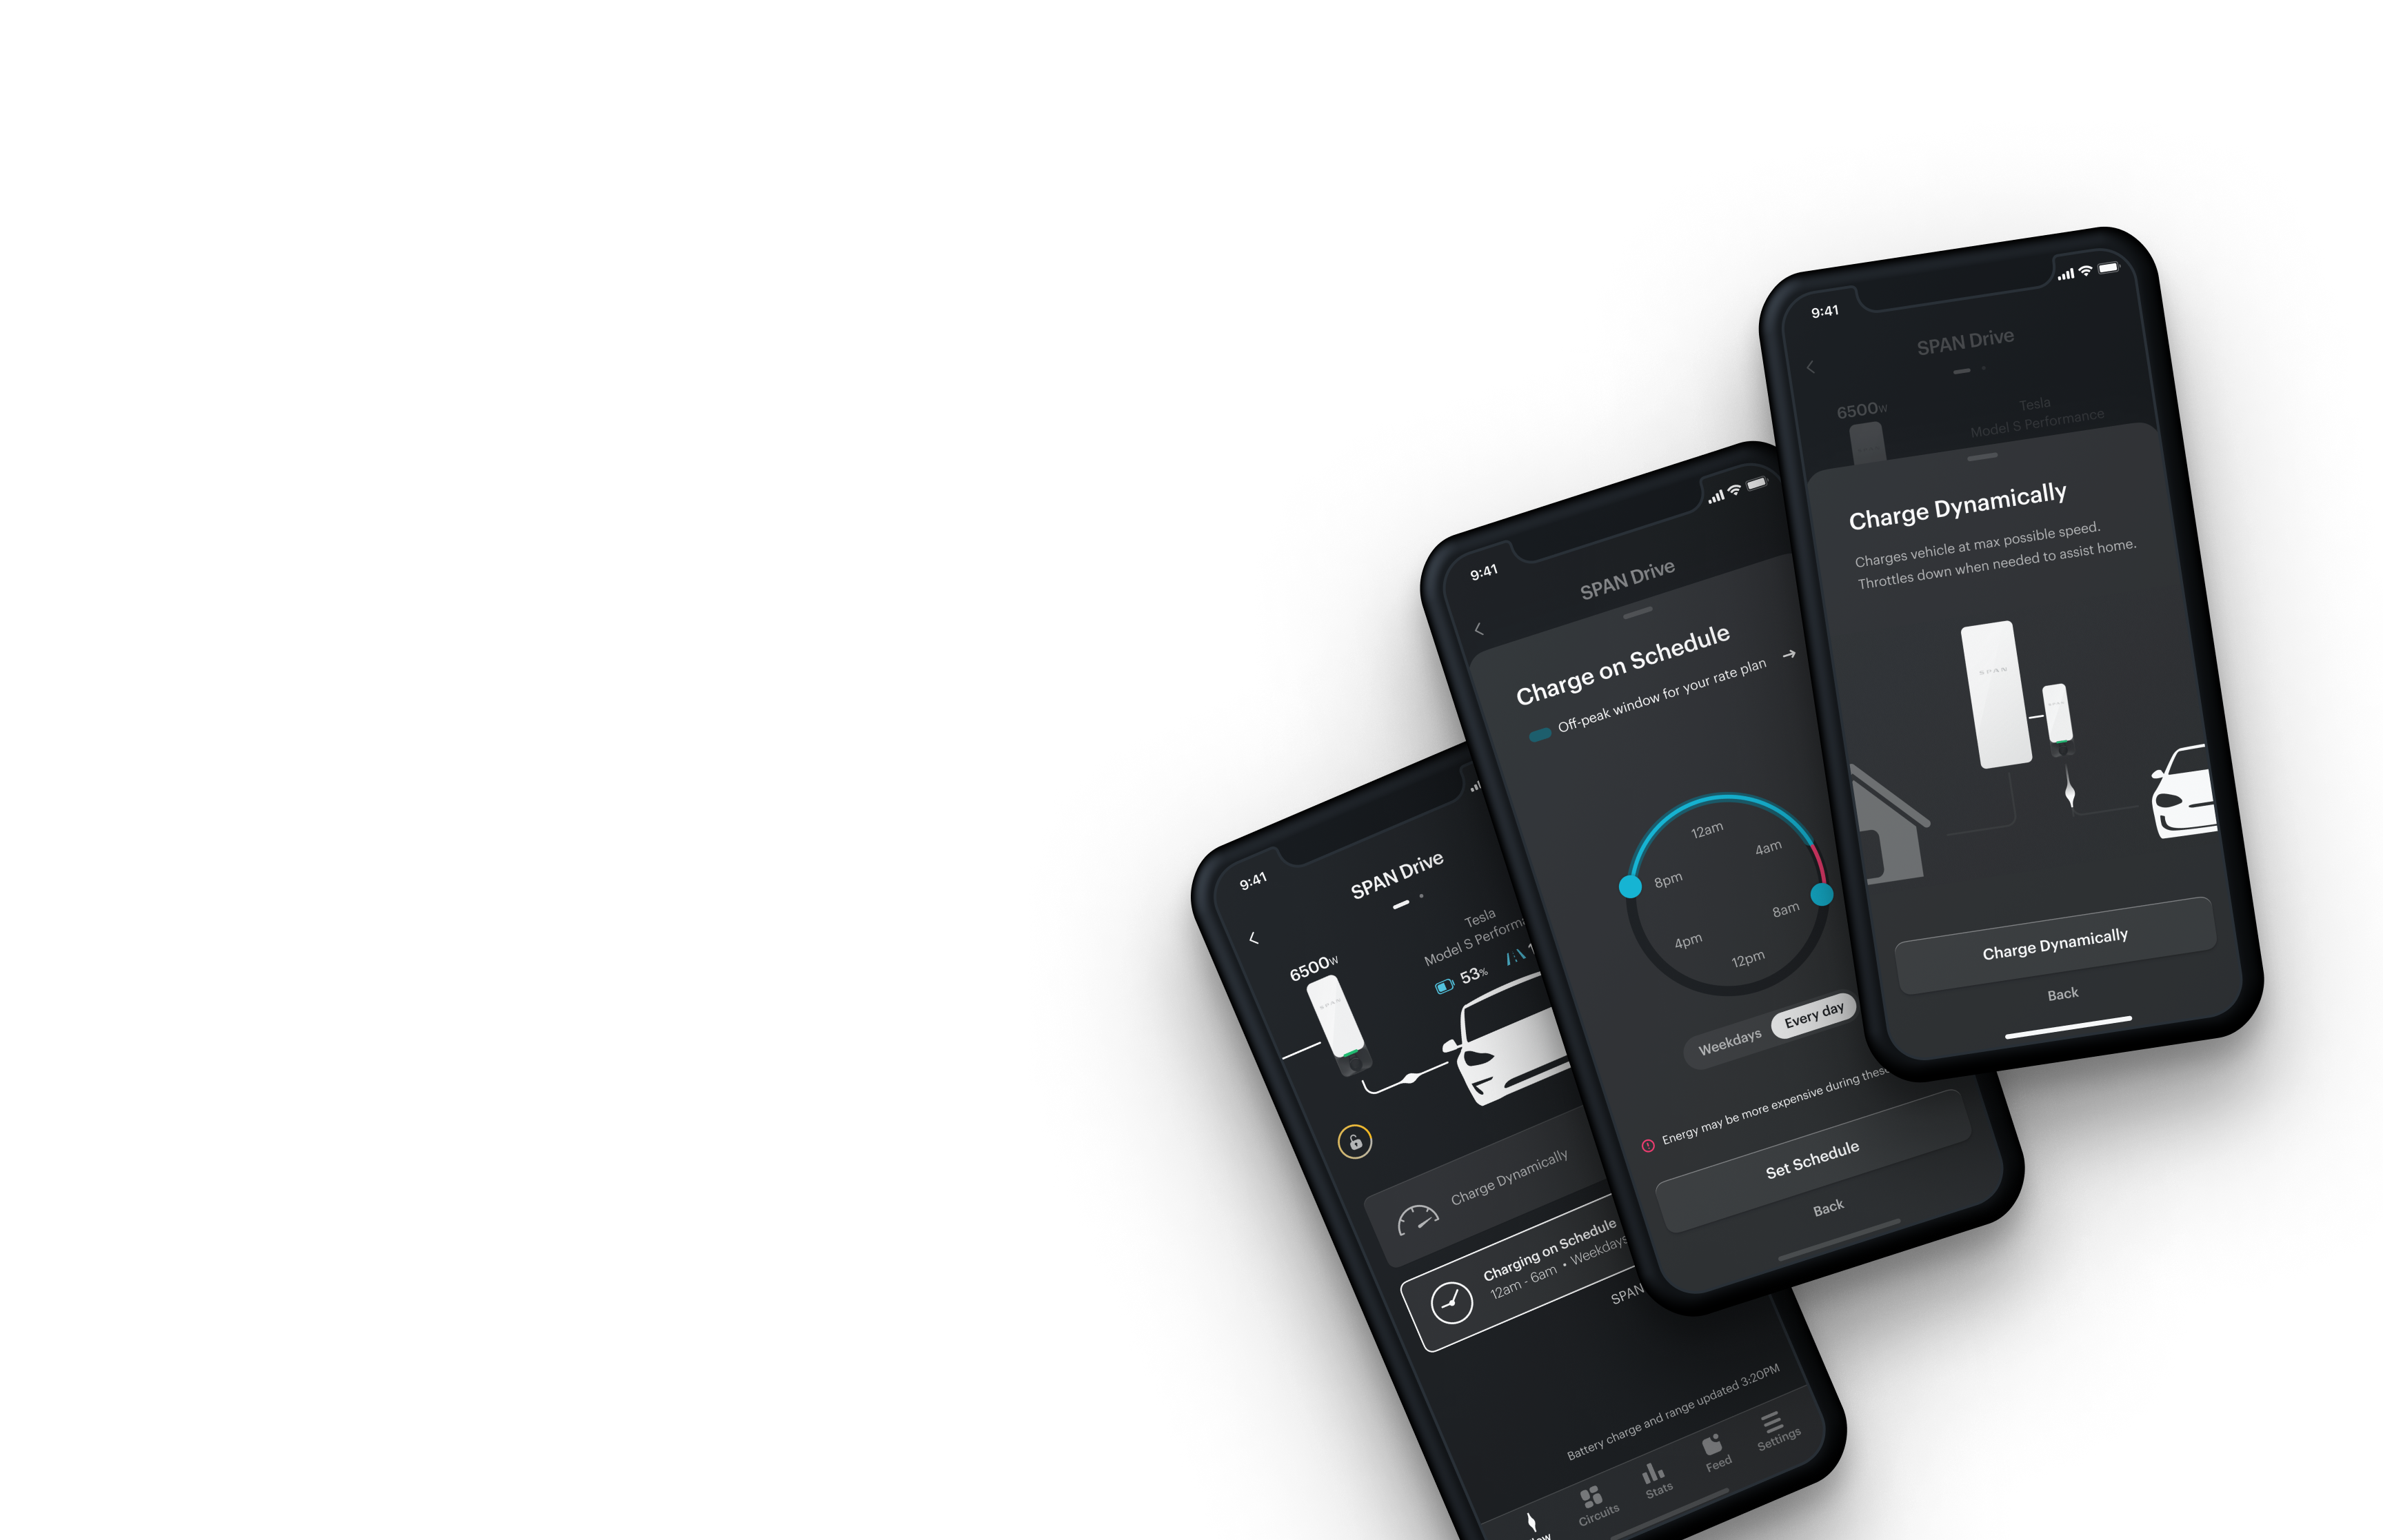 9:41
SPAN Drive
6500w
Tesla
Model S
53%
SPAN
Charge Dynamically
Charging on Schedule
12am - 6am • Weekdays
SPAN
Battery charge and range updated 3:20PM
Circuits
Stats
Feed
Settings
9:41
SPAN Drive
Charge on Schedule
Off-peak window for your rate plan
12am
4am
8pm
8am
4pm
12pm
Weekdays
Every day
Energy may be more expensive during these
Set Schedule
Back
9:41
SPAN Drive
6500w
Tesla
Model S Performance
Charge Dynamically
Charges vehicle at max possible speed.
Throttles down when needed to assist home.
SPAN
SPAN
Charge Dynamically
Back